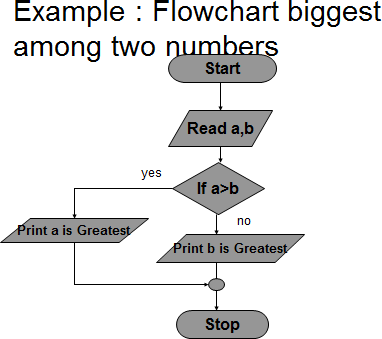 Example : Flowchart biggest
among two numbers
Start
Read a,b
If a>b
yes
no
Print a is Greatest
Print b is Greatest
Stop